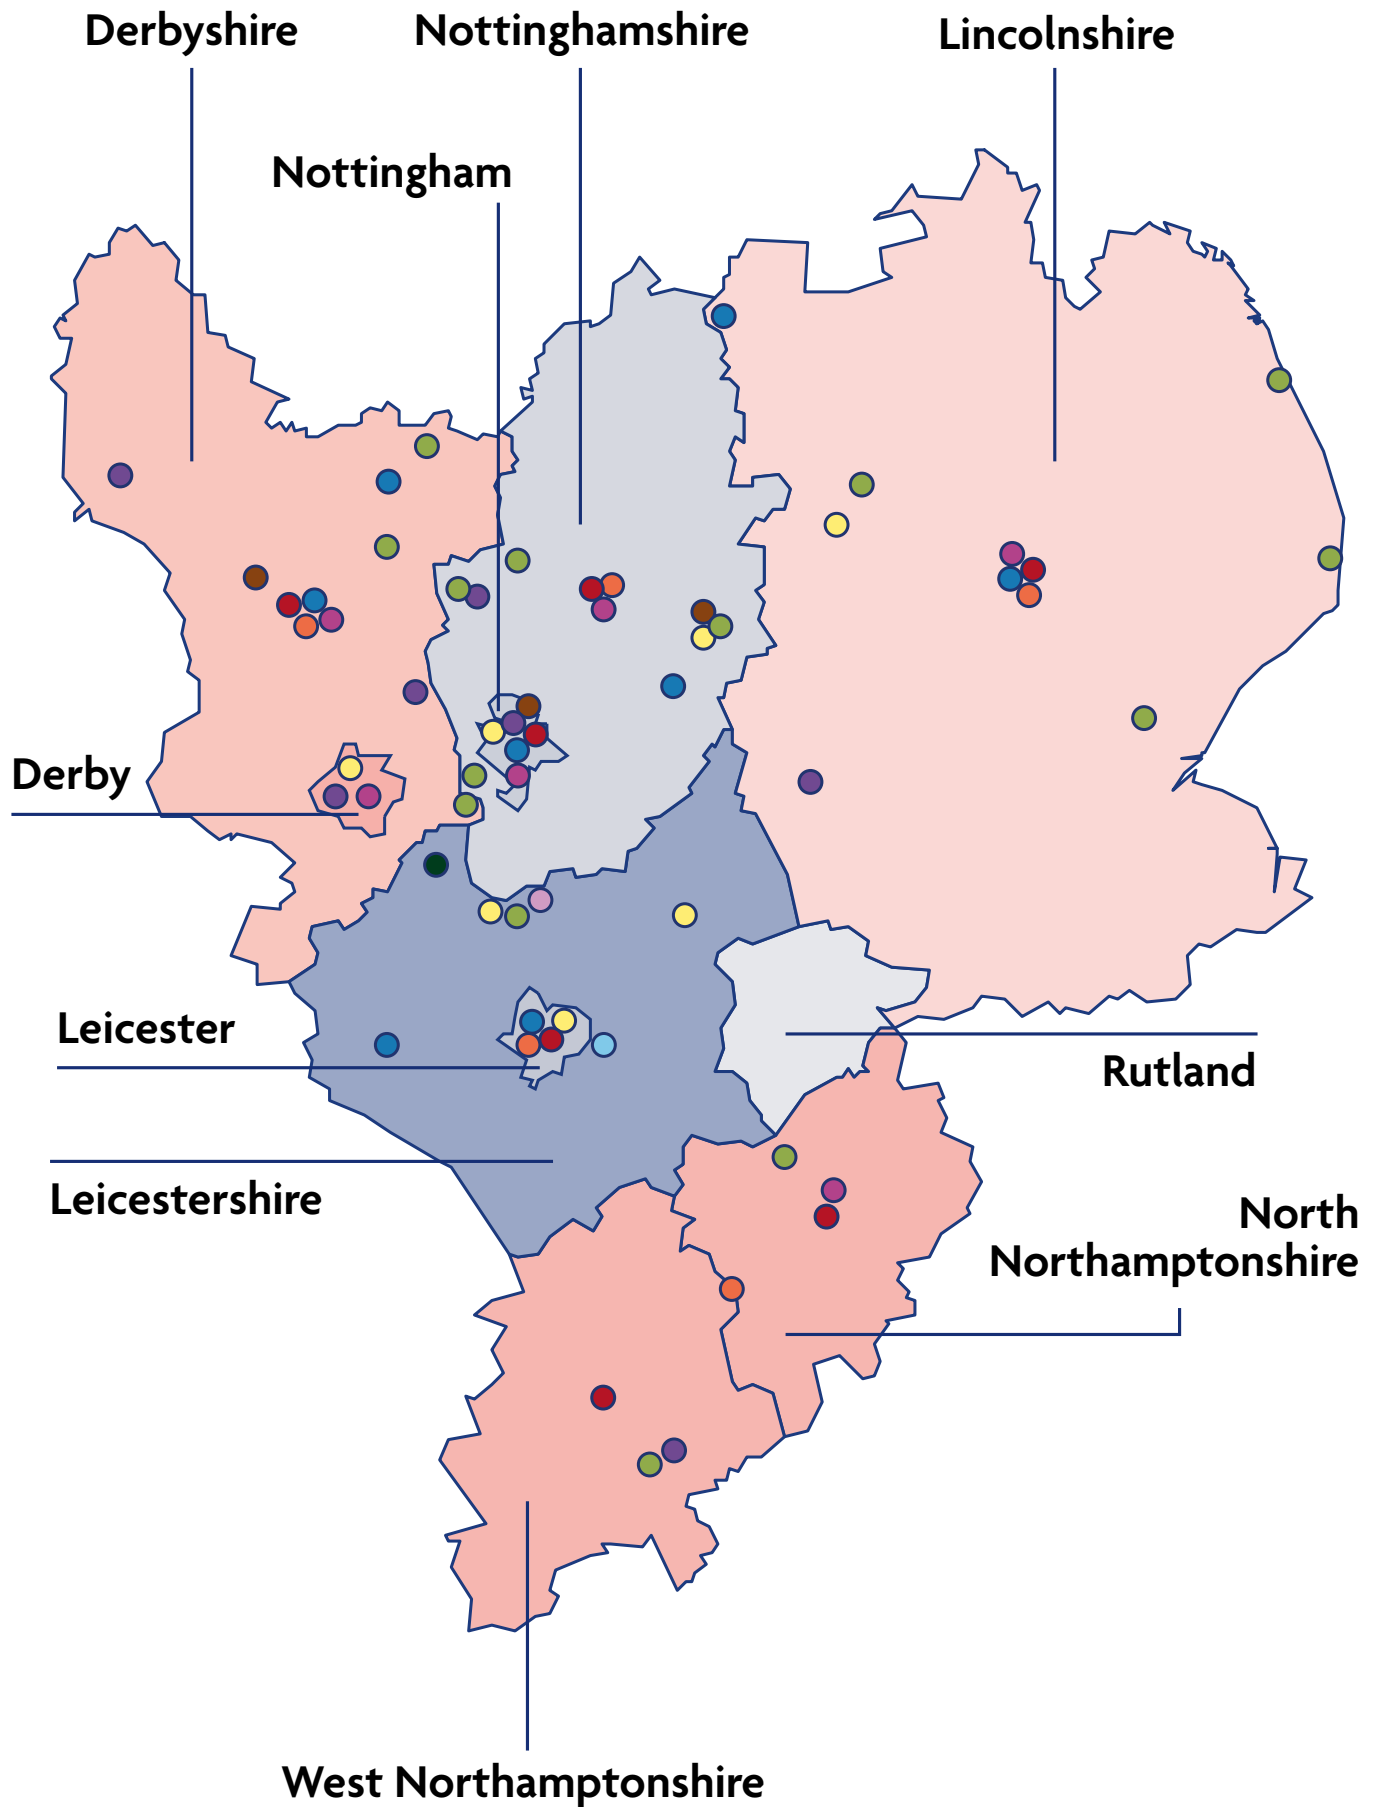 Derbyshire
Nottinghamshire
Lincolnshire
Nottingham
Derby
Leicester
Rutland
Leicestershire
North
Northamptonshire
West Northamptonshire